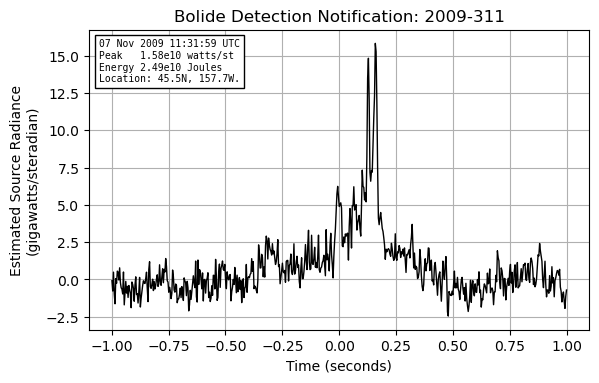 Bolide Detection Notification: 2009-311
07 Nov 2009 11:31:59 UTC
Peak   1.58e10 watts/st
Energy 2.49e10 Joules
Location: 45.5N, 157.7W.
15.0
12.5
10.0
7.5
5.0
2.5
0.0
−2.5
Estimated Source Radiance
(gigawatts/steradian)
−1.00 −0.75 −0.50 −0.25 0.00 0.25 0.50 0.75 1.00
Time (seconds)